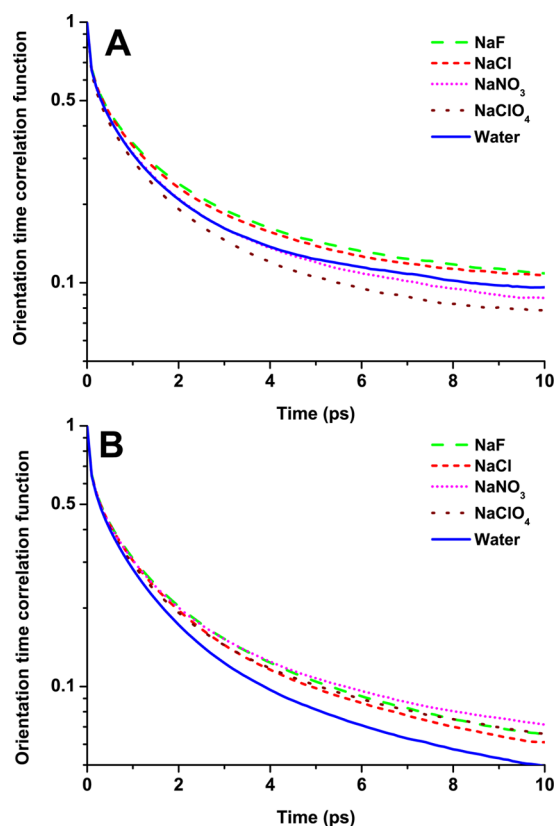 A
NaF
NaCl
NaNO₃
NaClO₄
Water
Orientation time correlation function
1
0.5
0.1
0 2 4 6 8 10
Time (ps)
B
NaF
NaCl
NaNO₃
NaClO₄
Water
Orientation time correlation function
1
0.5
0.1
0 2 4 6 8 10
Time (ps)